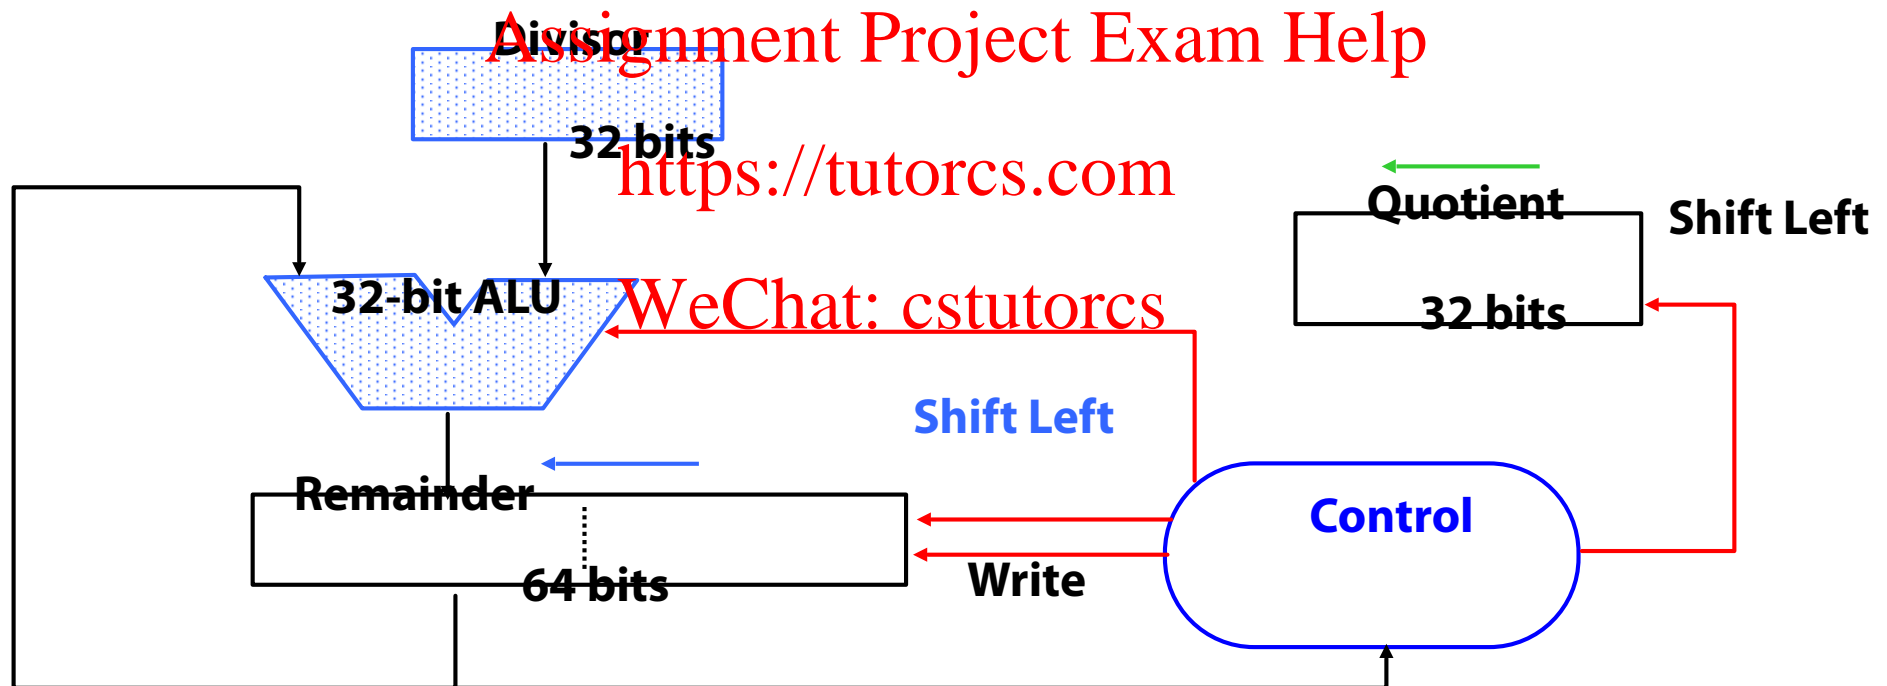 Assignment Project Exam Help
Divisor
32 bits
https://tutorcs.com
Quotient
Shift Left
32-bit ALU
WeChat: cstutorcs
32 bits
Shift Left
Remainder
Control
64 bits
Write